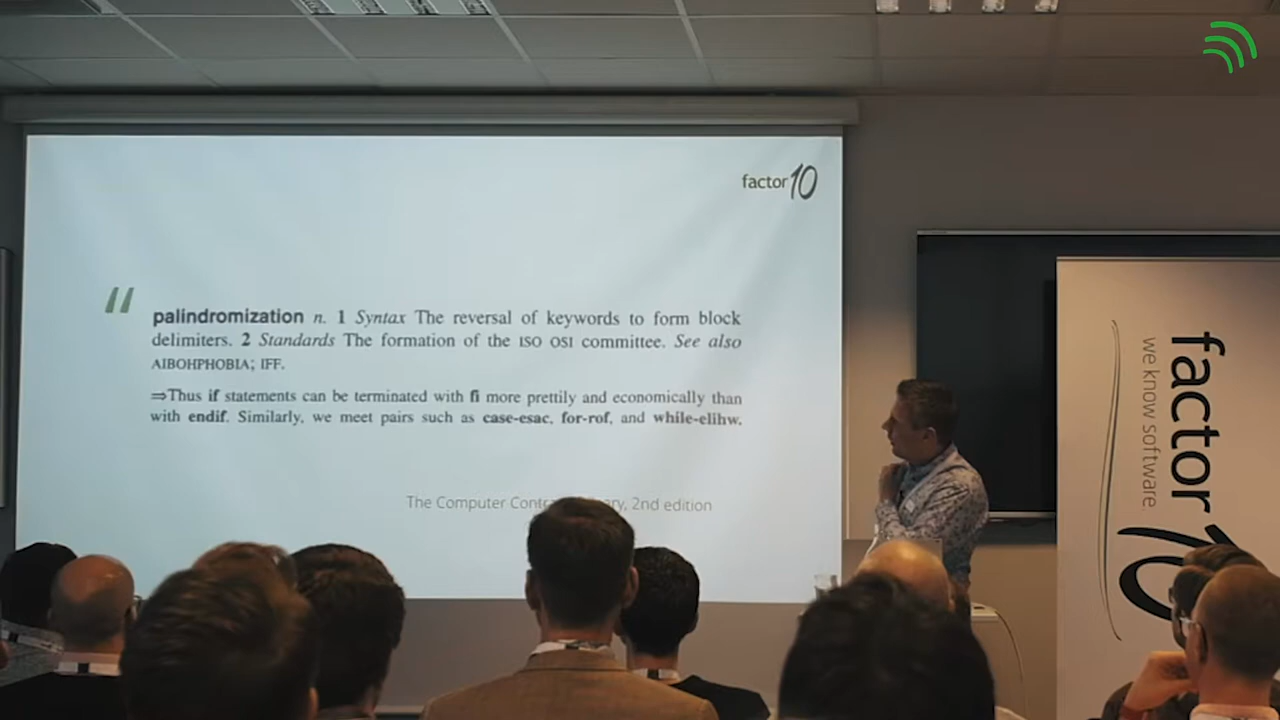 factor10
“
palindromization n. 1 Syntax The reversal of keywords to form block
delimiters. 2 Standards The formation of the ISO OSI committee. See also
AIBOHPHOBIA; IFF.
⇒Thus if statements can be terminated with fi more prettily and economically than
with endif. Similarly, we meet pairs such as case-esac, for-rof, and while-elihw.
The Computer 2nd edition
factor10
we know software.